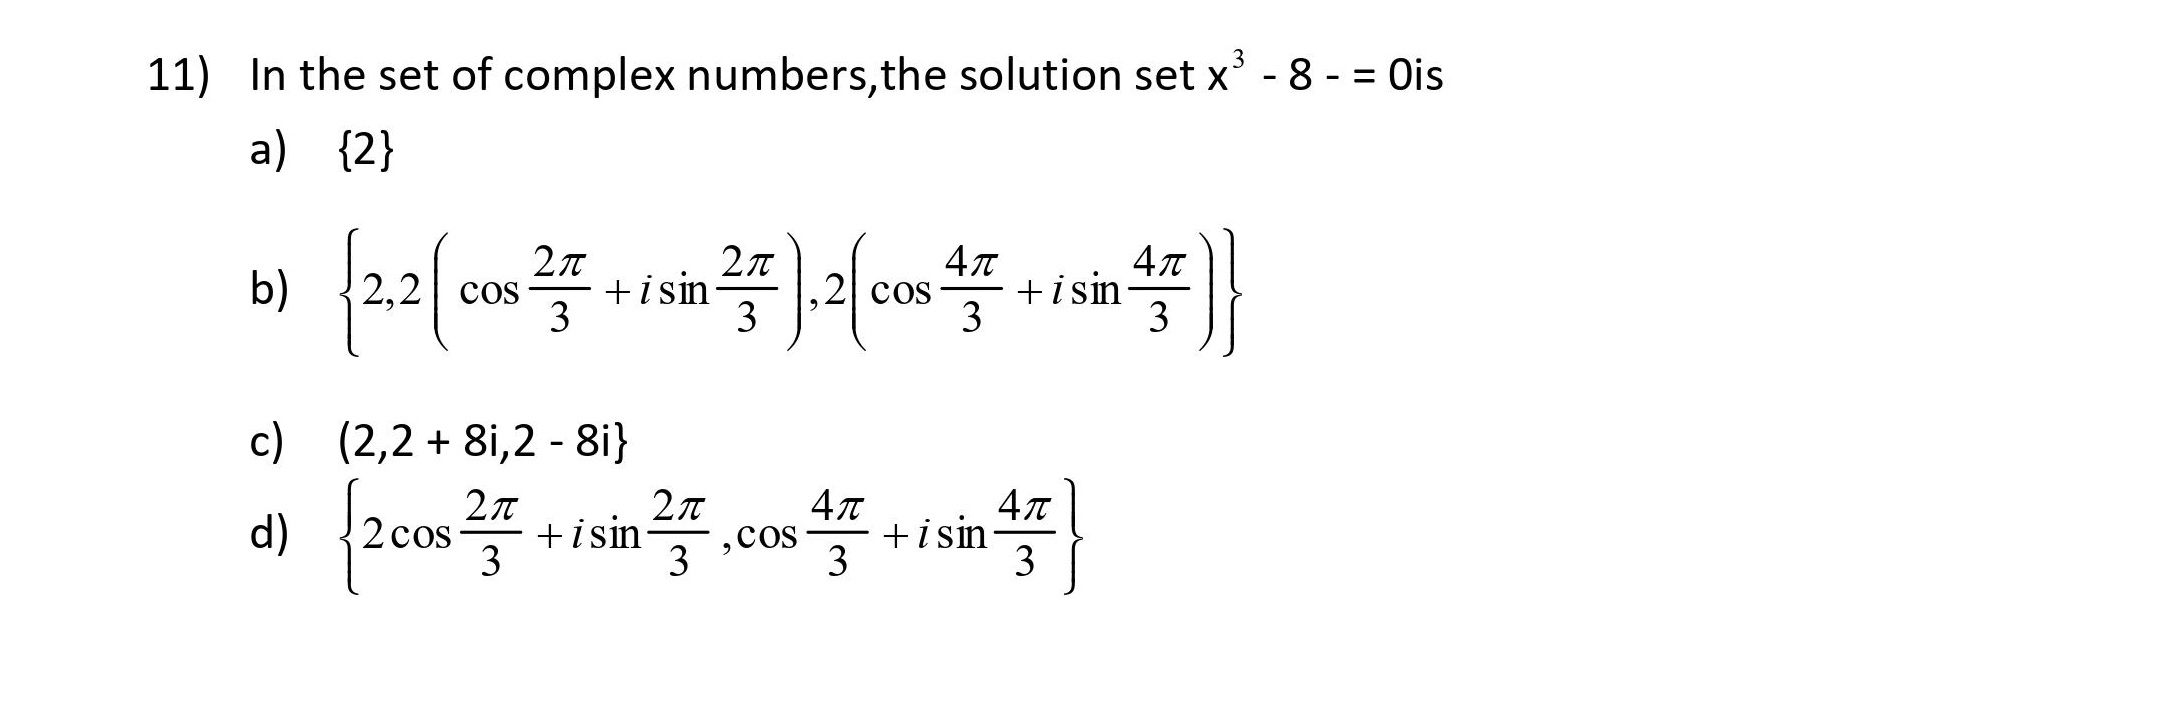 11) In the set of complex numbers,the solution set x³ - 8 - = 0is
a) {2}
b) {2,2( cos 2π/3 + i sin 2π/3 ),2( cos 4π/3 + i sin 4π/3 )}
c) (2,2 + 8i,2 - 8i}
d) {2 cos 2π/3 + i sin 2π/3 ,cos 4π/3 + i sin 4π/3 }